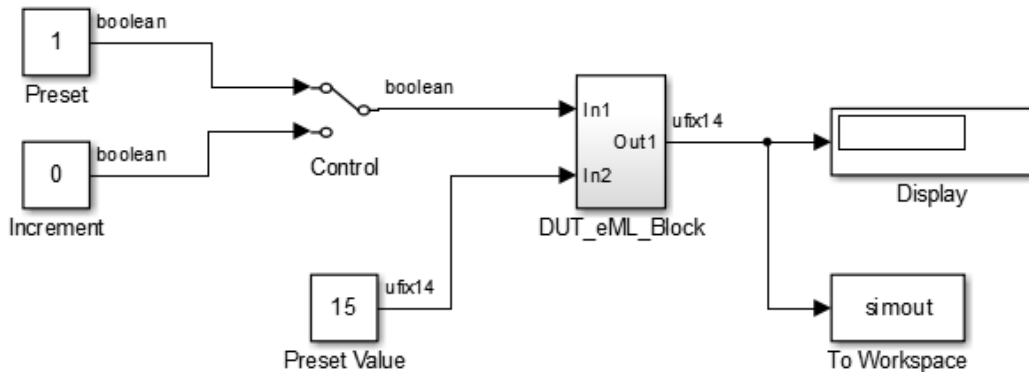 boolean
1
Preset
boolean
0
Increment
Control
boolean
In1
Out1
In2
DUT_eML_Block
ufix14
Display
15
ufix14
Preset Value
simout
To Workspace